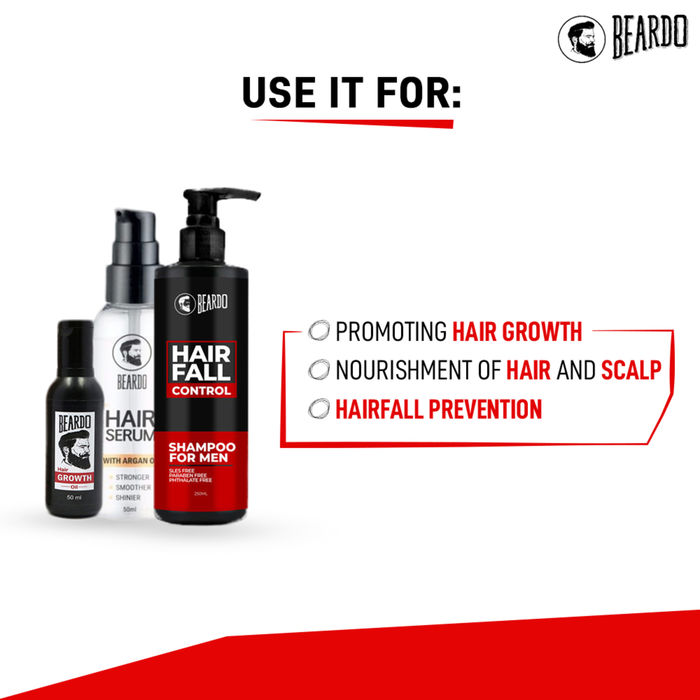 BEARDO
USE IT FOR:
BEARDO
HAIR
FALL
CONTROL
SHAMPOO
FOR MEN
SLES FREE
PARABEN FREE
PHTHALATE FREE
250ML
BEARDO
HAIR
SERUM
WITH ARGAN O
STRONGER
SMOOTHER
SHINIER
50ml
BEARDO
Hair
GROWTH
Oil
50 ml
PROMOTING HAIR GROWTH
NOURISHMENT OF HAIR AND SCALP
HAIRFALL PREVENTION